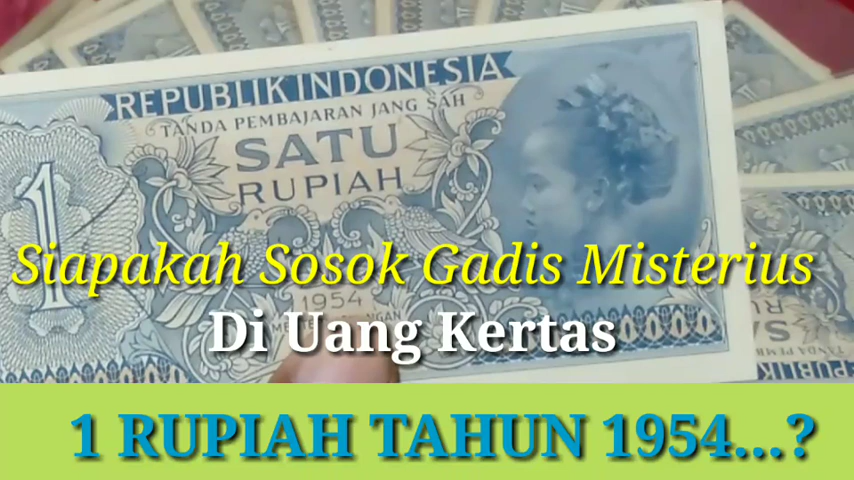 REPUBLIK INDONESIA
TANDA PEMBAJARAN JANG SAH
SATU
RUPIAH
1
Siapakah Sosok Gadis Misterius
1954
Di Uang Kertas
1 RUPIAH TAHUN 1954...?